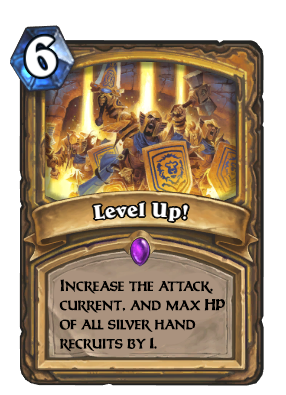 6
Level Up!
INCREASE THE ATTACK,
CURRENT, AND MAX HP
OF ALL SILVER HAND
RECRUITS BY 1.